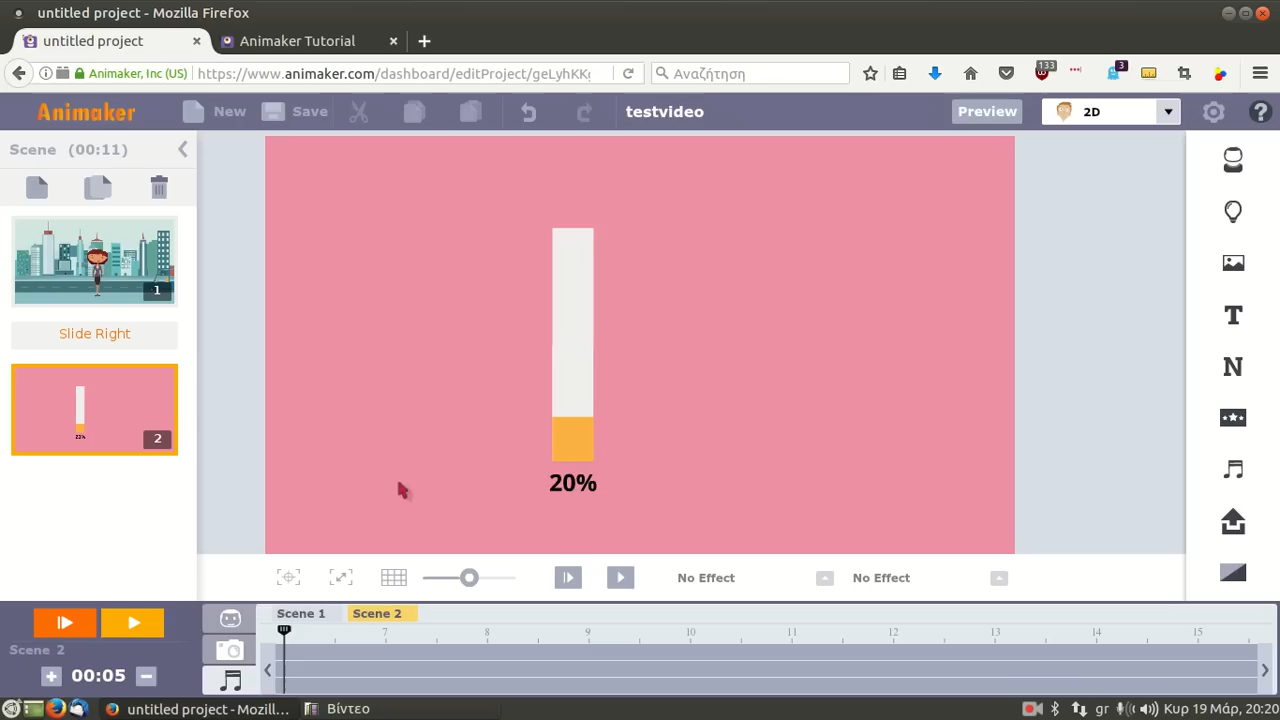 untitled project - Mozilla Firefox
untitled project
Animaker Tutorial
Animaker, Inc (US)
https://www.animaker.com/dashboard/editProject/geLyhKK
Αναζήτηση
133
3
Animaker
New
Save
testvideo
Preview
2D
Scene (00:11)
1
Slide Right
22%
2
20%
No Effect
No Effect
Scene 1
Scene 2
7
8
9
10
11
12
13
14
15
Scene 2
00:05
untitled project - Mozill...
Βίντεο
gr
Κυρ 19 Μάρ, 20:20